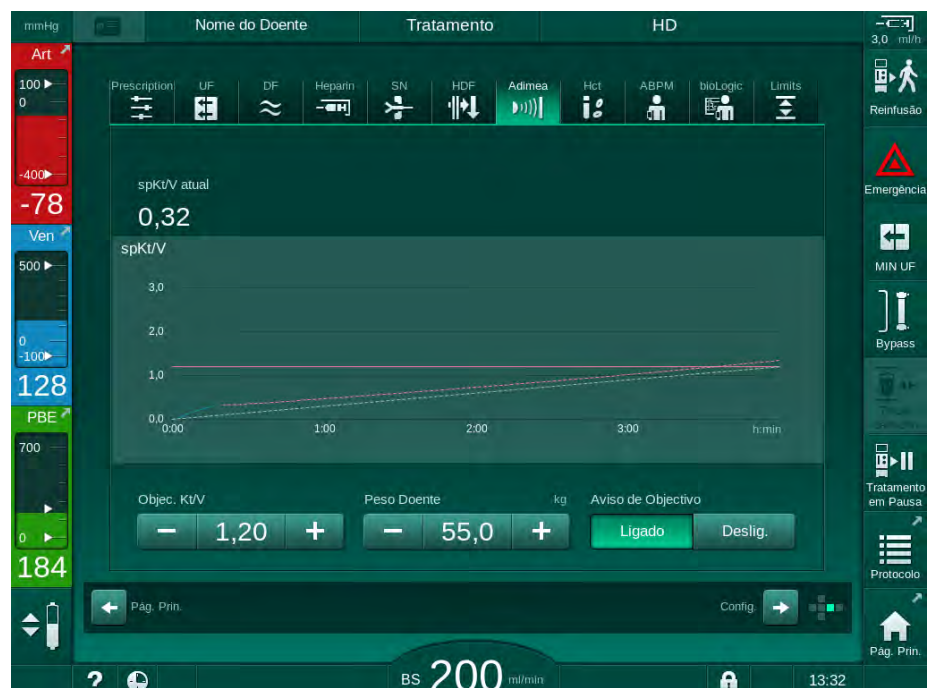 mmHg
Nome do Doente
Tratamento
HD
3,0 ml/h
Art
100
0
-400
-78
Ven
500
0
-100
128
PBE
700
0
184
Prescription
UF
DF
Heparin
SN
HDF
Adimea
Hct
ABPM
bioLogic
Limits
spKt/V atual
0,32
spKt/V
3,0
2,0
1,0
0,0
0:00
1:00
2:00
3:00
h:min
Objec. Kt/V
Peso Doente
kg
Aviso de Objectivo
− 1,20 +
− 55,0 +
Ligado
Deslig.
Pág. Prin.
Config.
Reinfusão
Emergência
MIN UF
Bypass
Tratamento
em Pausa
Protocolo
Pág. Prin.
?
BS 200 ml/min
13:32